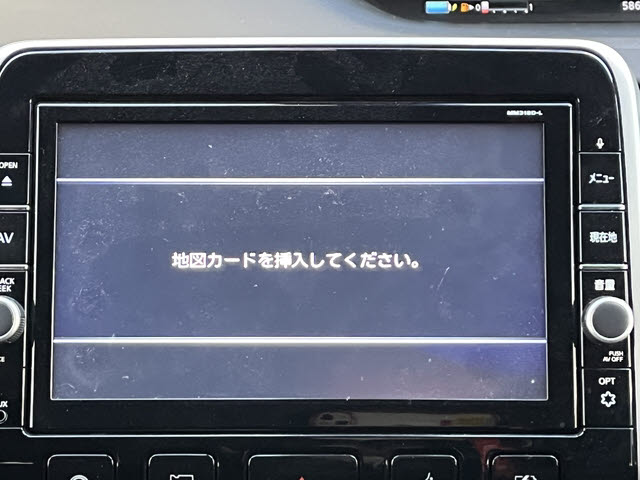 586
MM318D-L
OPEN
メニュー
AV
現在地
地図カードを挿入してください。
音量
PUSH
AV OFF
OPT